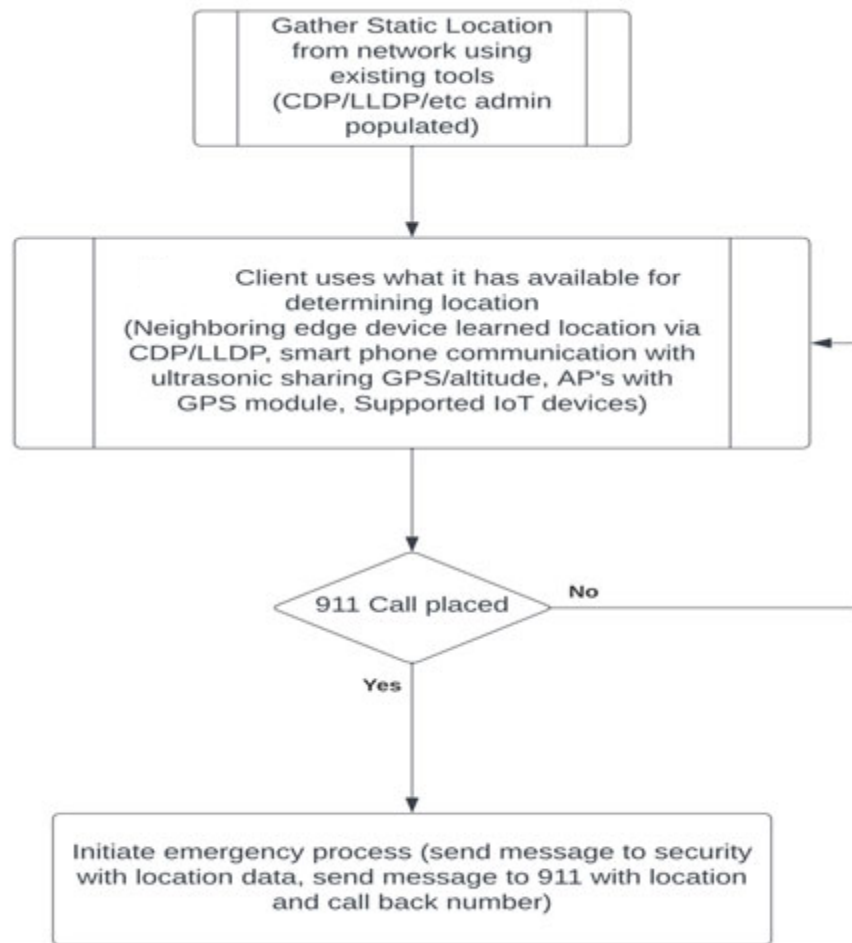 Gather Static Location
from network using
existing tools
(CDP/LLDP/etc admin
populated)
Client uses what it has available for
determining location
(Neighboring edge device learned location via
CDP/LLDP, smart phone communication with
ultrasonic sharing GPS/altitude, AP's with
GPS module, Supported IoT devices)
911 Call placed
No
Yes
Initiate emergency process (send message to security
with location data, send message to 911 with location
and call back number)